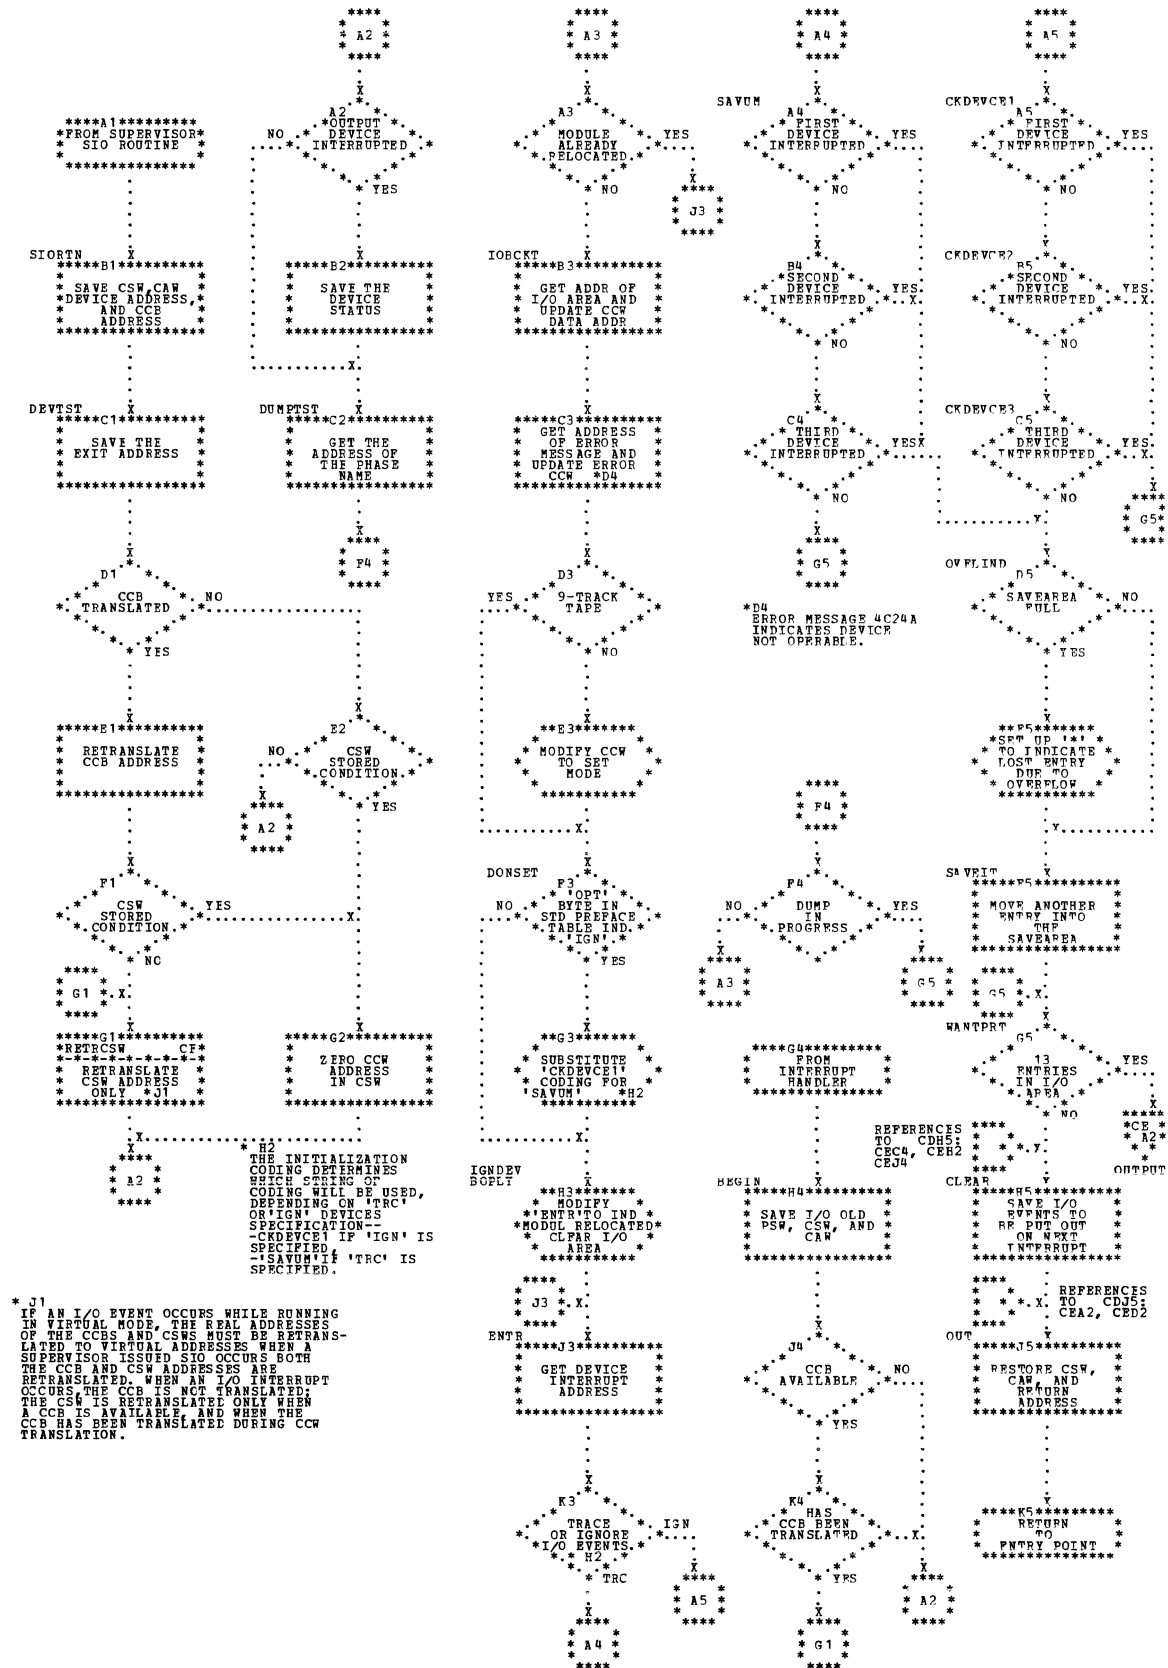 A2
A3
A4
A5
****A1*********
*FROM SUPERVISOR*
SIO ROUTINE
A2
OUTPUT
DEVICE
INTERRUPTED
NO
YES
A3
MODULE
ALREADY
RELOCATED
YES
NO
J3
SAVUM
A4
FIRST
DEVICE
INTERRUPTED
YES
NO
CKDEVCE1
A5
FIRST
DEVICE
INTERRUPTED
YES
NO
SIORTN
*****B1**********
SAVE CSW,CAW
DEVICE ADDRESS,
AND CCB
ADDRESS
*****B2**********
SAVE THE
DEVICE
STATUS
IOBCKT
*****B3**********
GET ADDR OF
I/O AREA AND
UPDATE CCW
DATA ADDR
B4
SECOND
DEVICE
INTERRUPTED
YES
NO
CKDEVCE2
B5
SECOND
DEVICE
INTERRUPTED
YES
NO
DEVTST
*****C1**********
SAVE THE
EXIT ADDRESS
DUMPTST
*****C2**********
GET THE
ADDRESS OF
THE PHASE
NAME
F4
*****C3**********
GET ADDRESS
OF ERROR
MESSAGE AND
UPDATE ERROR
CCW *D4
C4
THIRD
DEVICE
INTERRUPTED
YES
NO
G5
CKDEVCE3
C5
THIRD
DEVICE
INTERRUPTED
YES
NO
G5
D1
CCB
TRANSLATED
NO
YES
D3
9-TRACK
TAPE
YES
NO
*D4
ERROR MESSAGE 4C24A
INDICATES DEVICE
NOT OPERABLE.
OVFLIND
D5
SAVEAREA
FULL
NO
YES
*****E1**********
RETRANSLATE
CCB ADDRESS
E2
CSW
STORED
CONDITION
NO
YES
A2
E3
MODIFY CCW
TO SET
MODE
E5
SET UP '*'
TO INDICATE
LOST ENTRY
DUE TO
OVERFLOW
F4
F1
CSW
STORED
CONDITION
YES
NO
DONSET
F3
'OPT'
BYTE IN
STD PREFACE
TABLE IND.
'IGN'
NO
YES
F4
DUMP
IN
PROGRESS
NO
YES
A3
G5
SAVEIT
*****F5**********
MOVE ANOTHER
ENTRY INTO
THE
SAVEAREA
G1
G5
*****G1**********
*RETRCSW CF*
*-*-*-*-*-*-*-*-*
RETRANSLATE
CSW ADDRESS
ONLY *J1
A2
*****G2**********
ZERO CCW
ADDRESS
IN CSW
G3
SUBSTITUTE
'CKDEVCE1'
CODING FOR
'SAVUM' *H2
****G4*********
FROM
INTERRUPT
HANDLER
WANTPRT
G5
13
ENTRIES
IN I/O
AREA
YES
NO
*CE
A2*
OUTPUT
* H2
THE INITIALIZATION
CODING DETERMINES
WHICH STRING OF
CODING WILL BE USED,
DEPENDING ON 'TRC'
OR'IGN' DEVICES
SPECIFICATION--
-CKDEVCE1 IF 'IGN' IS
SPECIFIED,
-'SAVUM'IF 'TRC' IS
SPECIFIED.
IGNDEV
BOPLY
H3
MODIFY
'ENTR'TO IND
*MODUL RELOCATED*
CLEAR I/O
AREA
BEGIN
*****H4**********
SAVE I/O OLD
PSW, CSW, AND
CAW
REFERENCES
TO CDH5:
CEC4, CEH2
CEJ4
CLEAR
*****H5**********
SAVE I/O
EVENTS TO
BE PUT OUT
ON NEXT
INTERRUPT
REFERENCES
TO CDJ5:
CEA2, CED2
* J1
IF AN I/O EVENT OCCURS WHILE RUNNING
IN VIRTUAL MODE, THE REAL ADDRESSES
OF THE CCBS AND CSWS MUST BE RETRANS-
LATED TO VIRTUAL ADDRESSES WHEN A
SUPERVISOR ISSUED SIO OCCURS BOTH
THE CCB AND CSW ADDRESSES ARE
RETRANSLATED. WHEN AN I/O INTERRUPT
OCCURS,THE CCB IS NOT TRANSLATED;
THE CSW IS RETRANSLATED ONLY WHEN
A CCB IS AVAILABLE, AND WHEN THE
CCB HAS BEEN TRANSLATED DURING CCW
TRANSLATION.
J3
ENTR
*****J3**********
GET DEVICE
INTERRUPT
ADDRESS
J4
CCB
AVAILABLE
NO
YES
OUT
*****J5**********
RESTORE CSW,
CAW, AND
RETURN
ADDRESS
K3
TRACE
OR IGNORE
I/O EVENTS
H2
IGN
TRC
A5
A4
K4
HAS
CCB BEEN
TRANSLATED
YES
A2
G1
****K5*********
RETURN
TO
ENTRY POINT